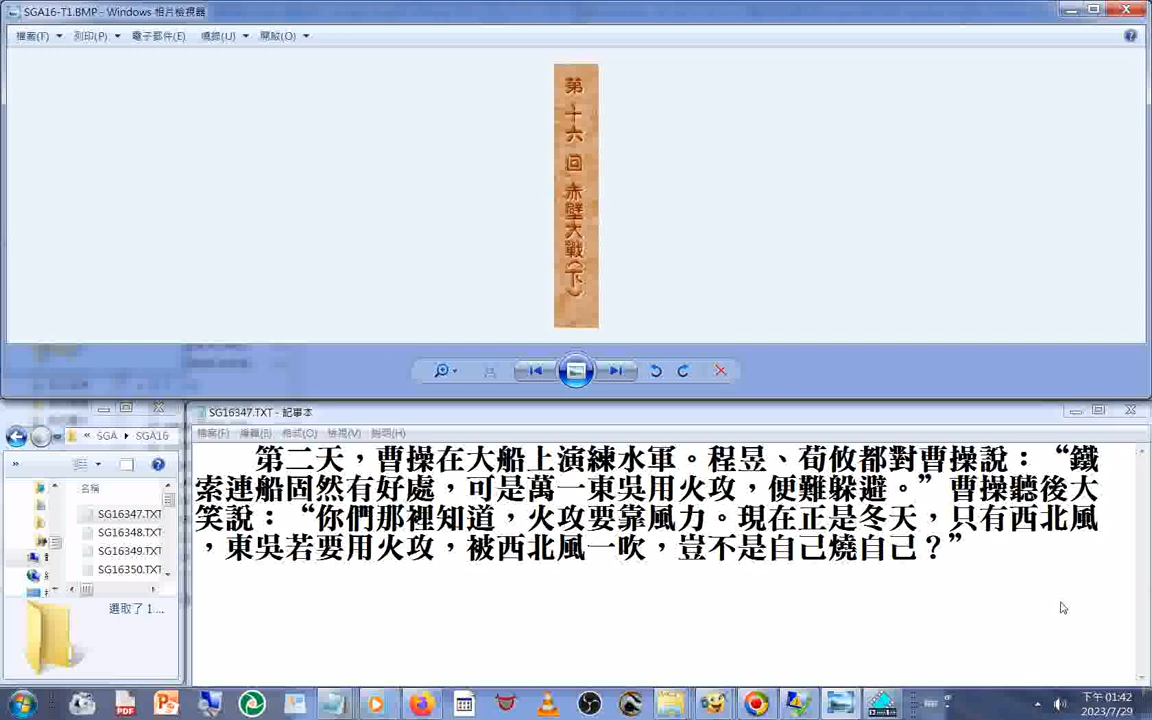 SGA16-T1.BMP - Windows 相片檢視器
檔案(F) 列印(P) 電子郵件(E) 燒錄(U) 開啟(O)
第十六回 赤壁大戰(下)
SGA SGA16
名稱
SG16347.TXT
SG16348.TXT
SG16349.TXT
SG16350.TXT
選取了 1 ...
SG16347.TXT - 記事本
檔案(F) 編輯(E) 格式(O) 檢視(V) 說明(H)
第二天，曹操在大船上演練水軍。程昱、荀攸都對曹操說：“鐵
索連船固然有好處，可是萬一東吳用火攻，便難躲避。”曹操聽後大
笑說：“你們那裡知道，火攻要靠風力。現在正是冬天，只有西北風
，東吳若要用火攻，被西北風一吹，豈不是自己燒自己？”
下午 01:42
2023/7/29